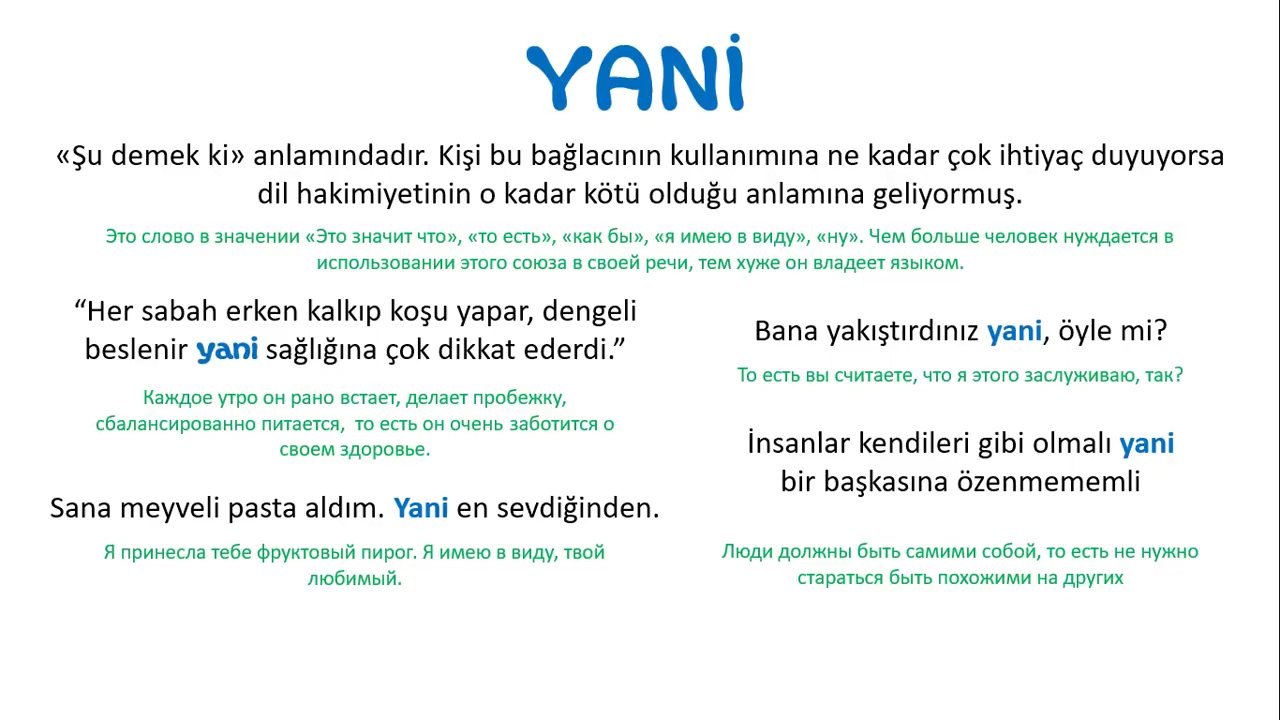 YANİ
«Şu demek ki» anlamındadır. Kişi bu bağlacının kullanımına ne kadar çok ihtiyaç duyuyorsa
dil hakimiyetinin o kadar kötü olduğu anlamına geliyormuş.
Это слово в значении «Это значит что», «то есть», «как бы», «я имею в виду», «ну». Чем больше человек нуждается в
использовании этого союза в своей речи, тем хуже он владеет языком.
“Her sabah erken kalkıp koşu yapar, dengeli
beslenir yani sağlığına çok dikkat ederdi.”
Каждое утро он рано встает, делает пробежку,
сбалансированно питается, то есть он очень заботится о
своем здоровье.
Sana meyveli pasta aldım. Yani en sevdiğinden.
Я принесла тебе фруктовый пирог. Я имею в виду, твой
любимый.
Bana yakıştırdınız yani, öyle mi?
То есть вы считаете, что я этого заслуживаю, так?
İnsanlar kendileri gibi olmalı yani
bir başkasına özenmememli
Люди должны быть самими собой, то есть не нужно
стараться быть похожими на других